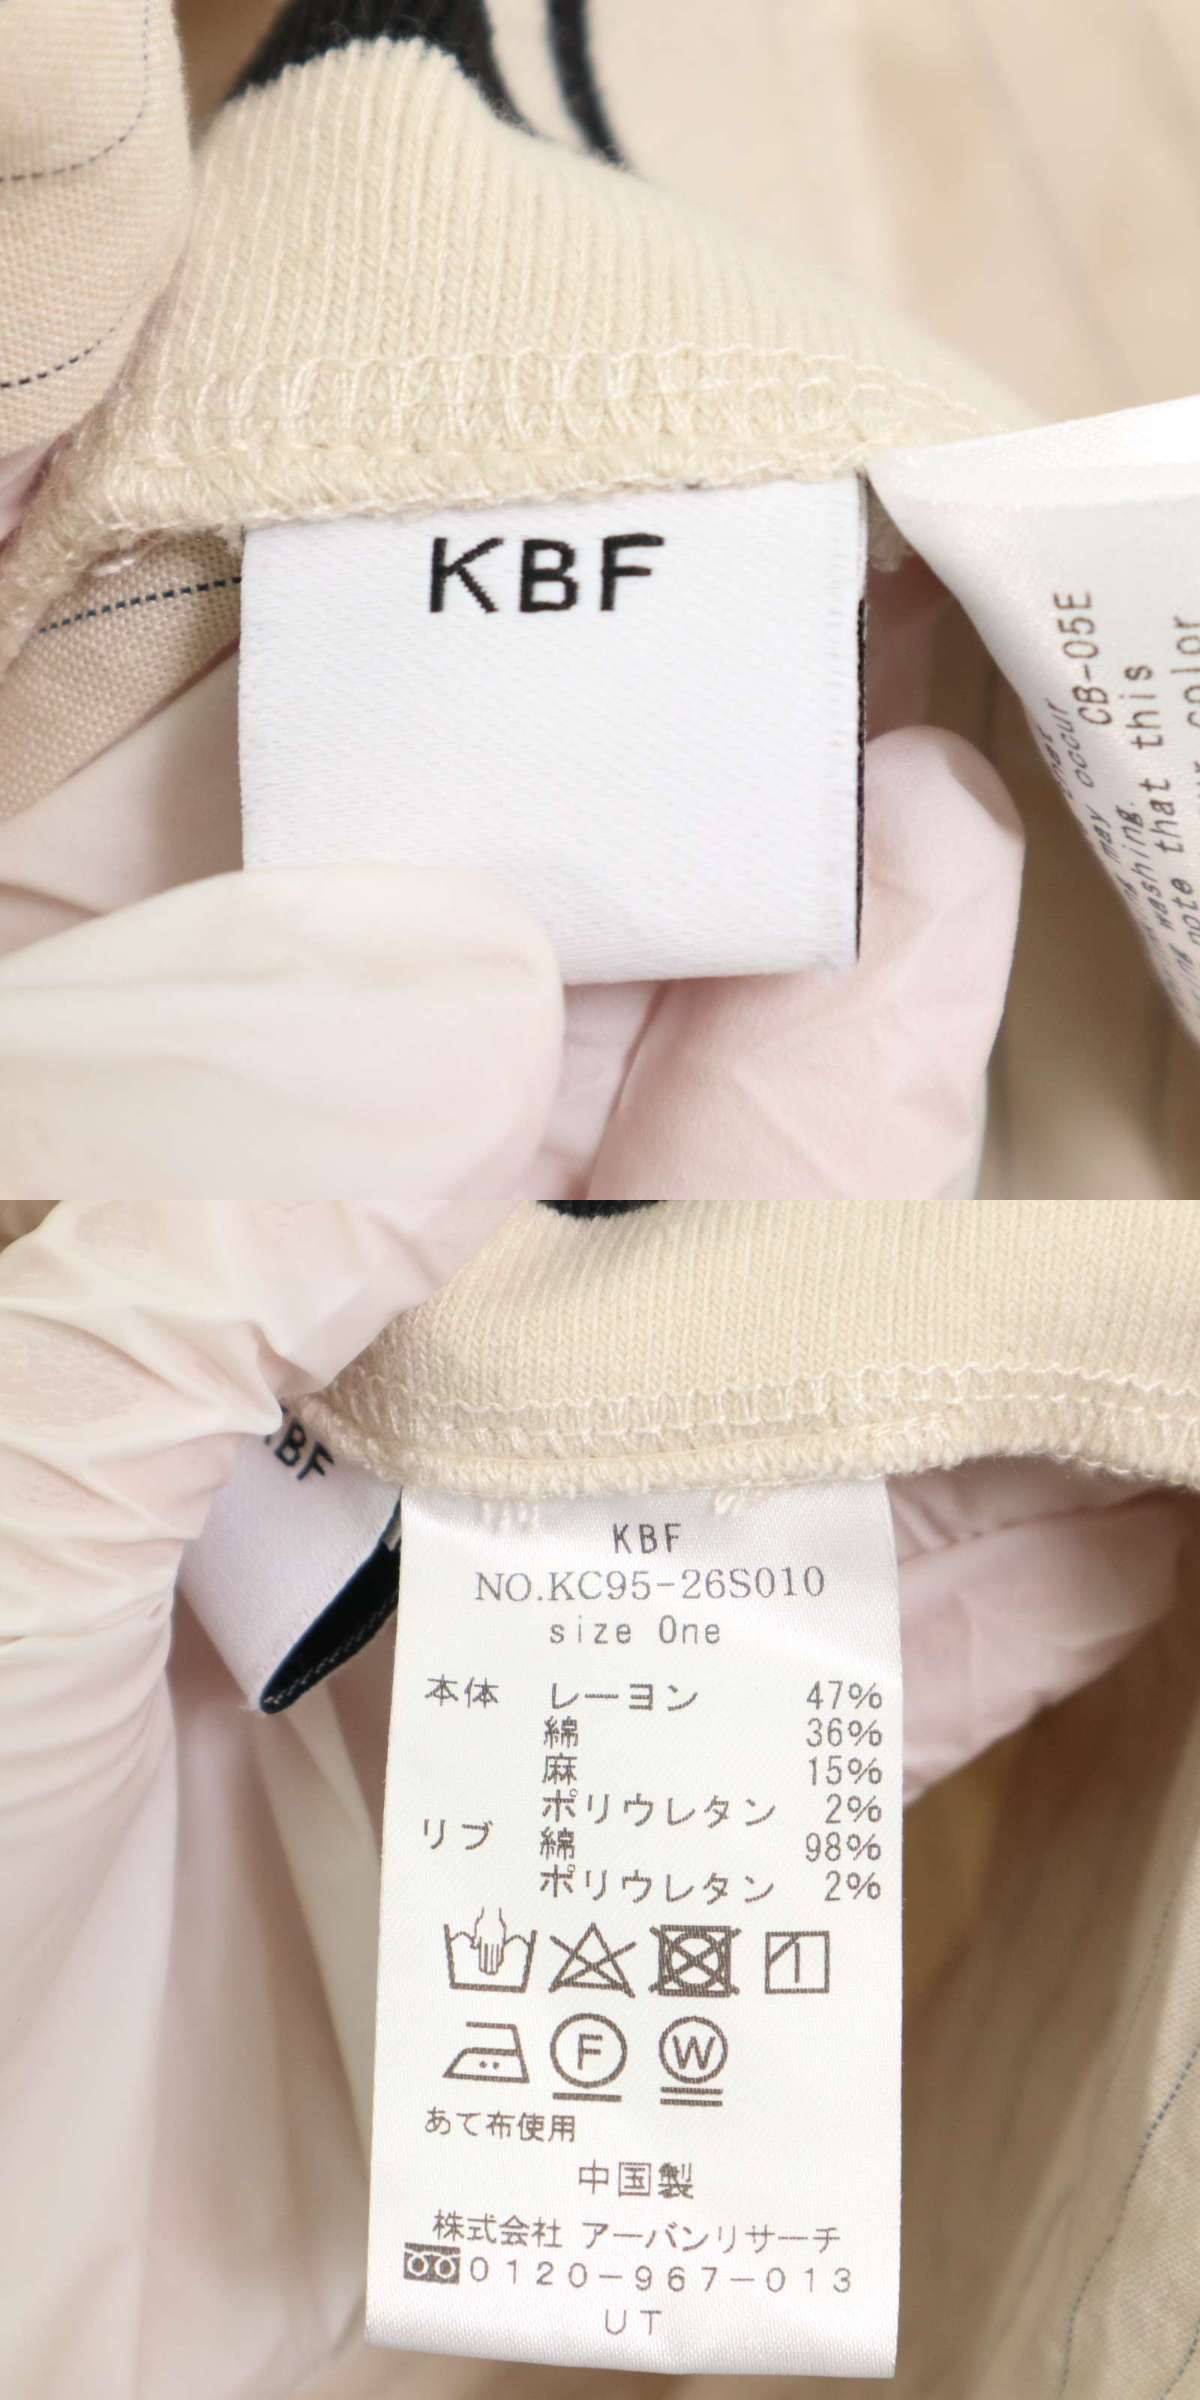 KBF
CB-05E
may occur
washing.
that this
note
color
KBF
KBF
NO.KC95-26S010
size One
本体 レーヨン 47%
綿 36%
麻 15%
ポリウレタン 2%
リブ 綿 98%
ポリウレタン 2%
F W
あて布使用
中国製
株式会社 アーバンリサーチ
0120-967-013
UT